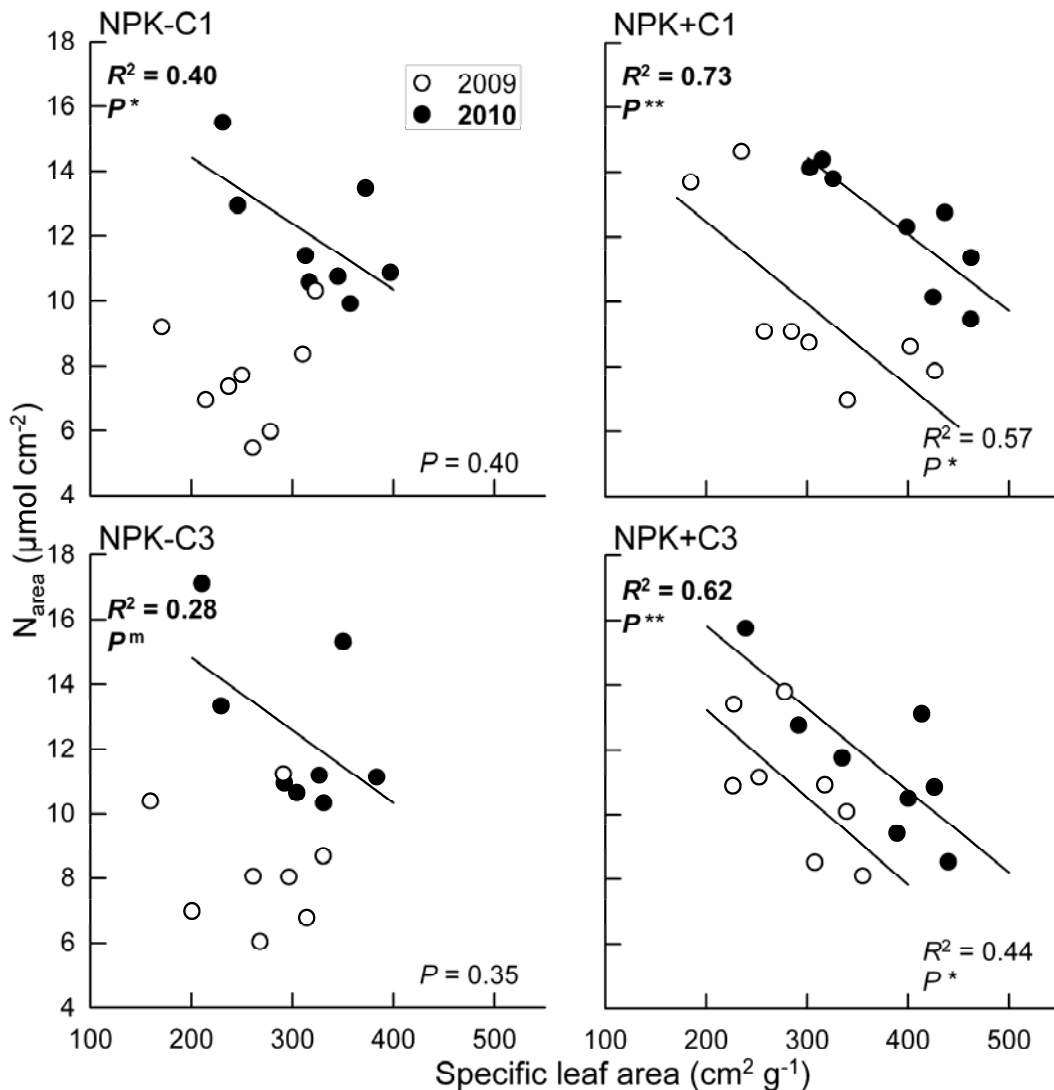 NPK-C1
NPK+C1
18
16
14
12
10
8
6
4
R² = 0.40
P*
2009
2010
P = 0.40
R² = 0.73
P**
R² = 0.57
P*
NPK-C3
NPK+C3
18
16
14
12
10
8
6
4
R² = 0.28
Pᵐ
P = 0.35
R² = 0.62
P**
R² = 0.44
P*
N_area (µmol cm⁻²)
100 200 300 400 500
100 200 300 400 500
Specific leaf area (cm² g⁻¹)